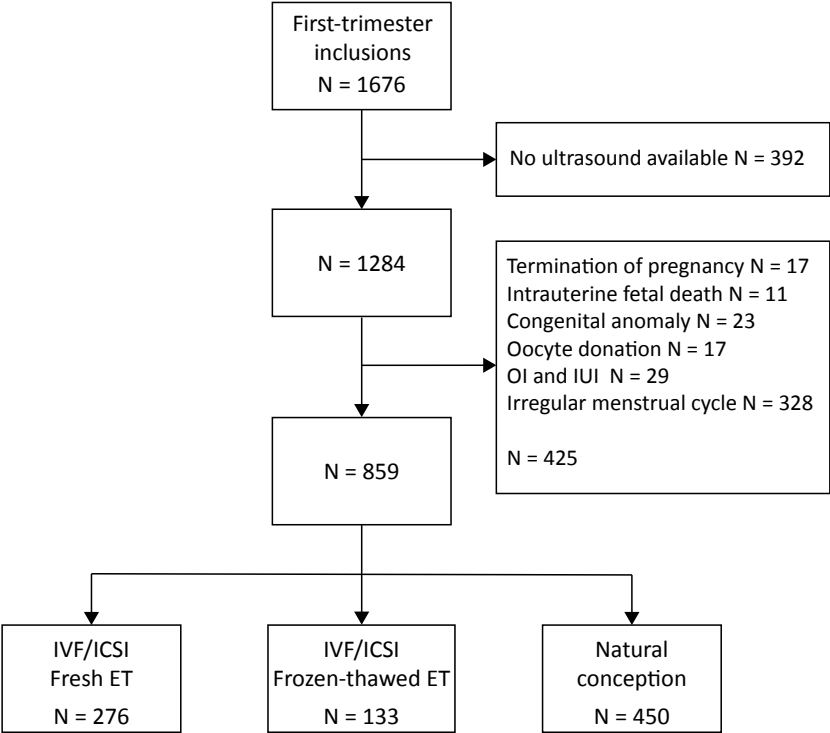 First-trimester
inclusions
N = 1676
No ultrasound available N = 392
N = 1284
Termination of pregnancy N = 17
Intrauterine fetal death N = 11
Congenital anomaly N = 23
Oocyte donation N = 17
OI and IUI N = 29
Irregular menstrual cycle N = 328
N = 425
N = 859
IVF/ICSI
Fresh ET
N = 276
IVF/ICSI
Frozen-thawed ET
N = 133
Natural
conception
N = 450